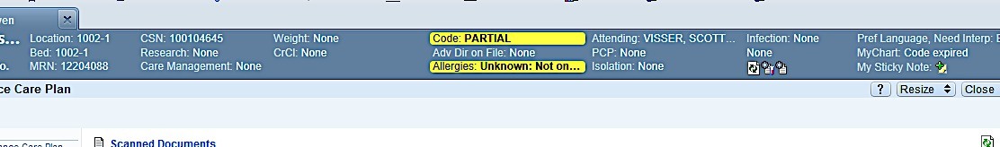 ven
s... Location: 1002-1 CSN: 100104645 Weight: None Code: PARTIAL Attending: VISSER, SCOTT... Infection: None Pref Language, Need Interp: E
Bed: 1002-1 Research: None CrCl: None Adv Dir on File: None PCP: None None MyChart: Code expired
o. MRN: 12204088 Care Management: None Allergies: Unknown: Not on... Isolation: None My Sticky Note:
ce Care Plan ? Resize Close
ance Care Plan Scanned Documents